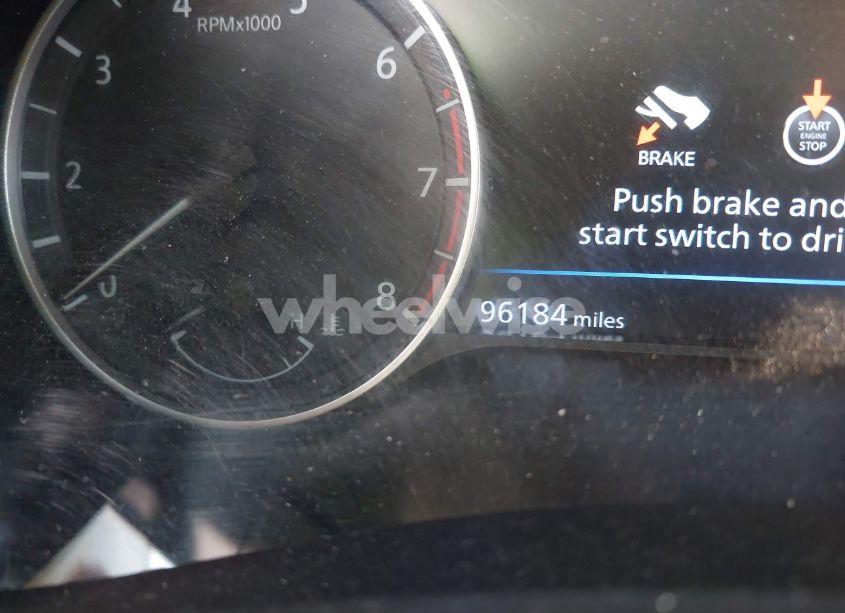 4
5
RPMx1000
3
6
2
7
0
8
H
BRAKE
START
ENGINE
STOP
Push brake and
start switch to dri
96184 miles
wheelwise